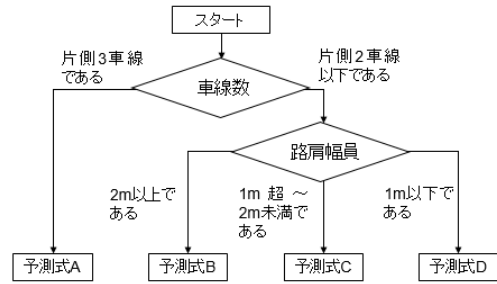 スタート
片側3車線
である
片側2車線
以下である
車線数
路肩幅員
2m以上で
ある
1m 超 ～
2m未満で
ある
1m以下で
ある
予測式A
予測式B
予測式C
予測式D